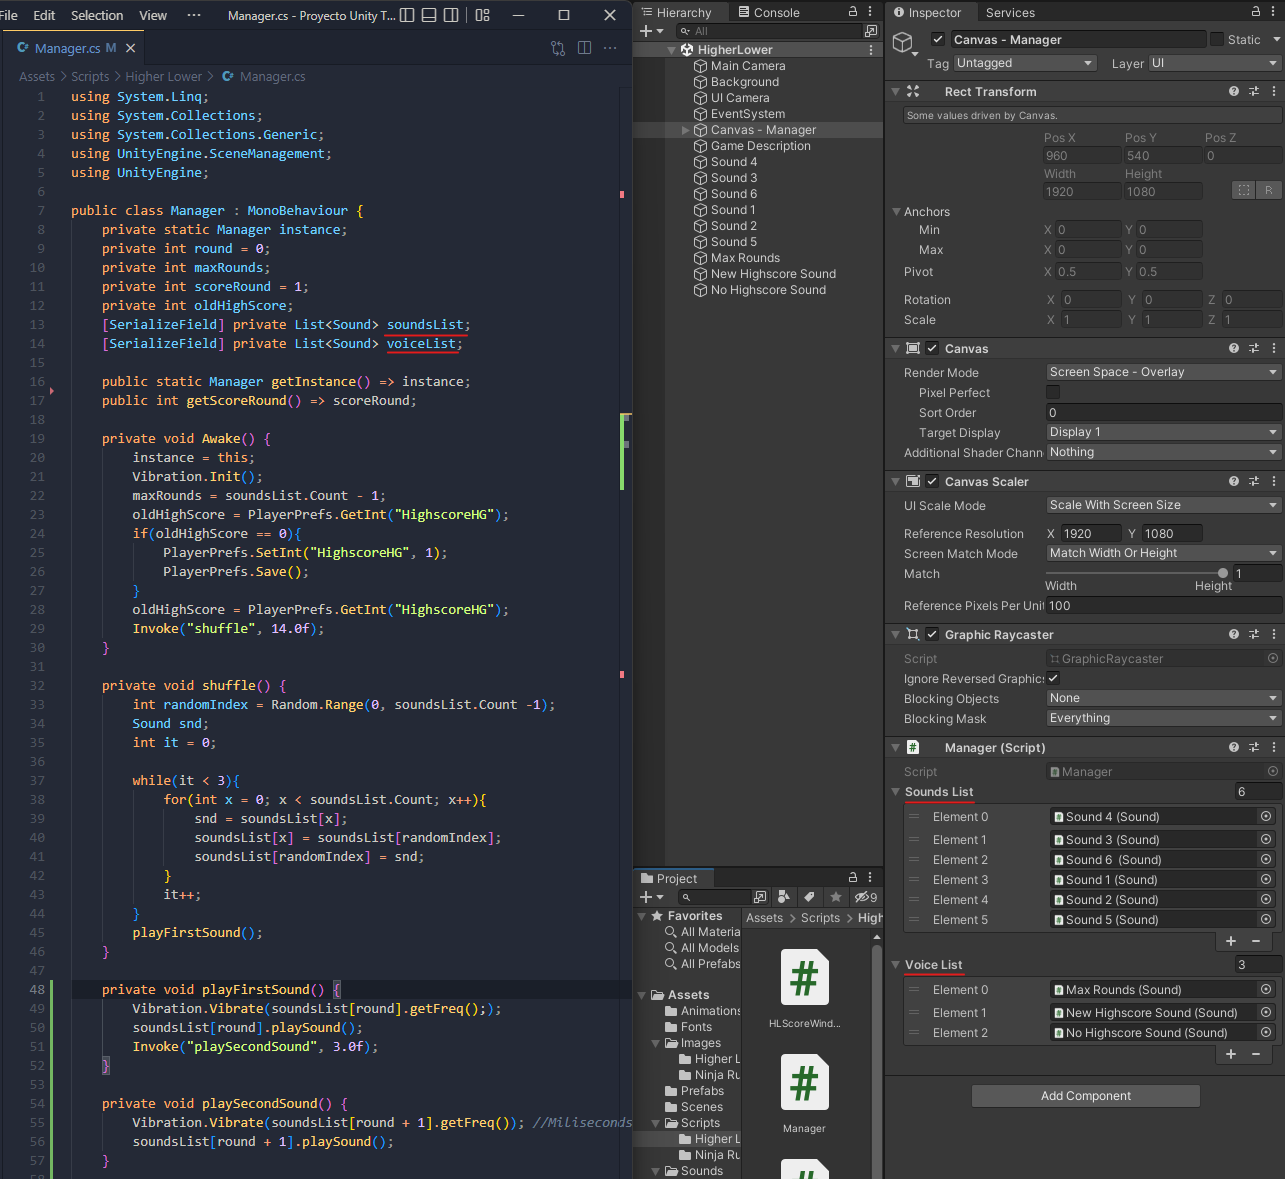 File Edit Selection View ··· Manager.cs - Proyecto Unity T...
Manager.cs M
Assets > Scripts > Higher Lower > Manager.cs
1 using System.Linq;
2 using System.Collections;
3 using System.Collections.Generic;
4 using UnityEngine.SceneManagement;
5 using UnityEngine;
6
7 public class Manager : MonoBehaviour {
8 private static Manager instance;
9 private int round = 0;
10 private int maxRounds;
11 private int scoreRound = 1;
12 private int oldHighScore;
13 [SerializeField] private List<Sound> soundsList;
14 [SerializeField] private List<Sound> voiceList;
15
16 public static Manager getInstance() => instance;
17 public int getScoreRound() => scoreRound;
18
19 private void Awake() {
20 instance = this;
21 Vibration.Init();
22 maxRounds = soundsList.Count - 1;
23 oldHighScore = PlayerPrefs.GetInt("HighscoreHG");
24 if(oldHighScore == 0){
25 PlayerPrefs.SetInt("HighscoreHG", 1);
26 PlayerPrefs.Save();
27 }
28 oldHighScore = PlayerPrefs.GetInt("HighscoreHG");
29 Invoke("shuffle", 14.0f);
30 }
31
32 private void shuffle() {
33 int randomIndex = Random.Range(0, soundsList.Count -1);
34 Sound snd;
35 int it = 0;
36
37 while(it < 3){
38 for(int x = 0; x < soundsList.Count; x++){
39 snd = soundsList[x];
40 soundsList[x] = soundsList[randomIndex];
41 soundsList[randomIndex] = snd;
42 }
43 it++;
44 }
45 playFirstSound();
46 }
47
48 private void playFirstSound() {
49 Vibration.Vibrate(soundsList[round].getFreq(););
50 soundsList[round].playSound();
51 Invoke("playSecondSound", 3.0f);
52 }
53
54 private void playSecondSound() {
55 Vibration.Vibrate(soundsList[round + 1].getFreq()); //Miliseconds
56 soundsList[round + 1].playSound();
57 }
Hierarchy Console
All
HigherLower
Main Camera
Background
UI Camera
EventSystem
Canvas - Manager
Game Description
Sound 4
Sound 3
Sound 6
Sound 1
Sound 2
Sound 5
Max Rounds
New Highscore Sound
No Highscore Sound
Project
9
Favorites
All Materia
All Models
All Prefabs
Assets
Animations
Fonts
Images
Higher L
Ninja Ru
Prefabs
Scenes
Scripts
Higher L
Ninja Ru
Sounds
Assets > Scripts > High
HLScoreWind...
Manager
Inspector Services
Canvas - Manager Static
Tag Untagged Layer UI
Rect Transform
Some values driven by Canvas.
Pos X Pos Y Pos Z
960 540 0
Width Height
1920 1080 R
Anchors
Min X 0 Y 0
Max X 0 Y 0
Pivot X 0.5 Y 0.5
Rotation X 0 Y 0 Z 0
Scale X 1 Y 1 Z 1
Canvas
Render Mode Screen Space - Overlay
Pixel Perfect
Sort Order 0
Target Display Display 1
Additional Shader Chann Nothing
Canvas Scaler
UI Scale Mode Scale With Screen Size
Reference Resolution X 1920 Y 1080
Screen Match Mode Match Width Or Height
Match 1
Width Height
Reference Pixels Per Unit 100
Graphic Raycaster
Script GraphicRaycaster
Ignore Reversed Graphics
Blocking Objects None
Blocking Mask Everything
Manager (Script)
Script Manager
Sounds List 6
Element 0 Sound 4 (Sound)
Element 1 Sound 3 (Sound)
Element 2 Sound 6 (Sound)
Element 3 Sound 1 (Sound)
Element 4 Sound 2 (Sound)
Element 5 Sound 5 (Sound)
Voice List 3
Element 0 Max Rounds (Sound)
Element 1 New Highscore Sound (Sound)
Element 2 No Highscore Sound (Sound)
Add Component